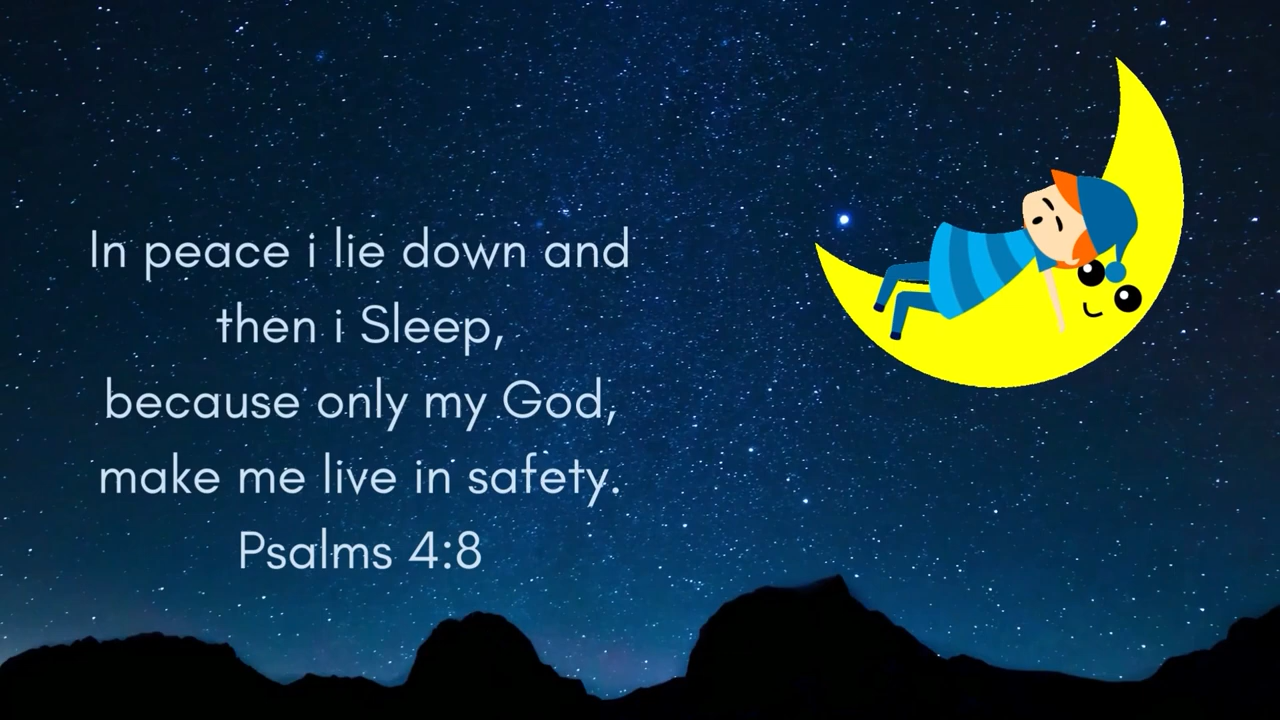 In peace i lie down and
then i Sleep,
because only my God,
make me live in safety.
Psalms 4:8